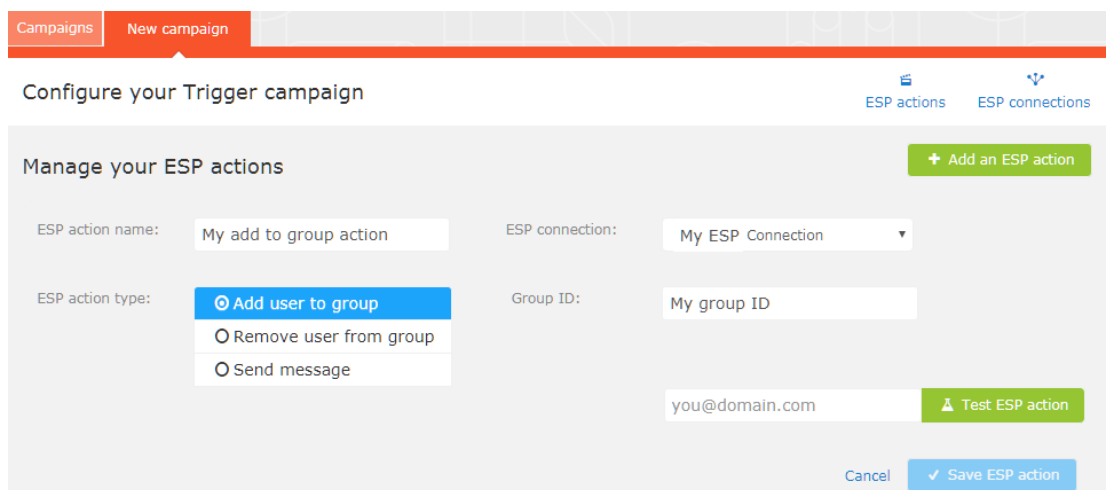 Campaigns New campaign
Configure your Trigger campaign
ESP actions ESP connections
Manage your ESP actions
+ Add an ESP action
ESP action name: My add to group action ESP connection: My ESP Connection
ESP action type: Add user to group Group ID: My group ID
Remove user from group
Send message
you@domain.com Test ESP action
Cancel Save ESP action